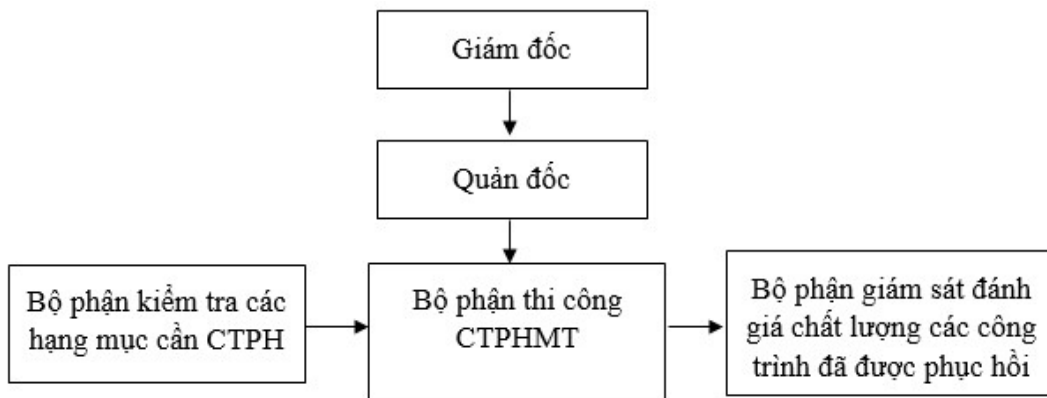 Giám đốc
Quản đốc
Bộ phận kiểm tra các
hạng mục cần CTPH
Bộ phận thi công
CTPHMT
Bộ phận giám sát đánh
giá chất lượng các công
trình đã được phục hồi